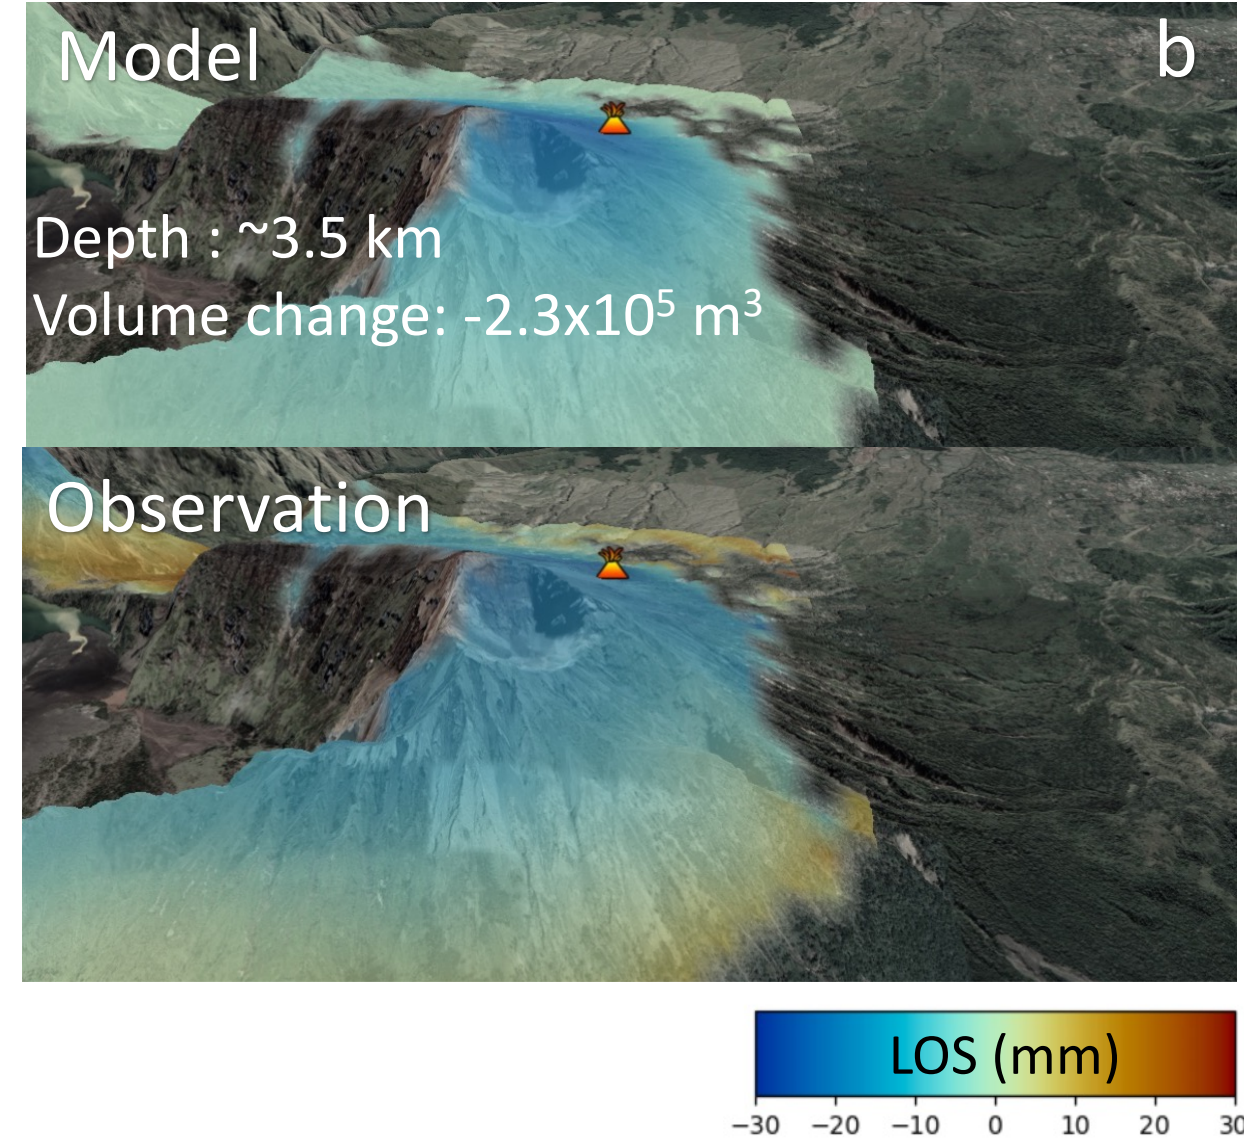 Model
b
Depth : ~3.5 km
Volume change: -2.3x10⁵ m³
Observation
LOS (mm)
−30 −20 −10 0 10 20 30